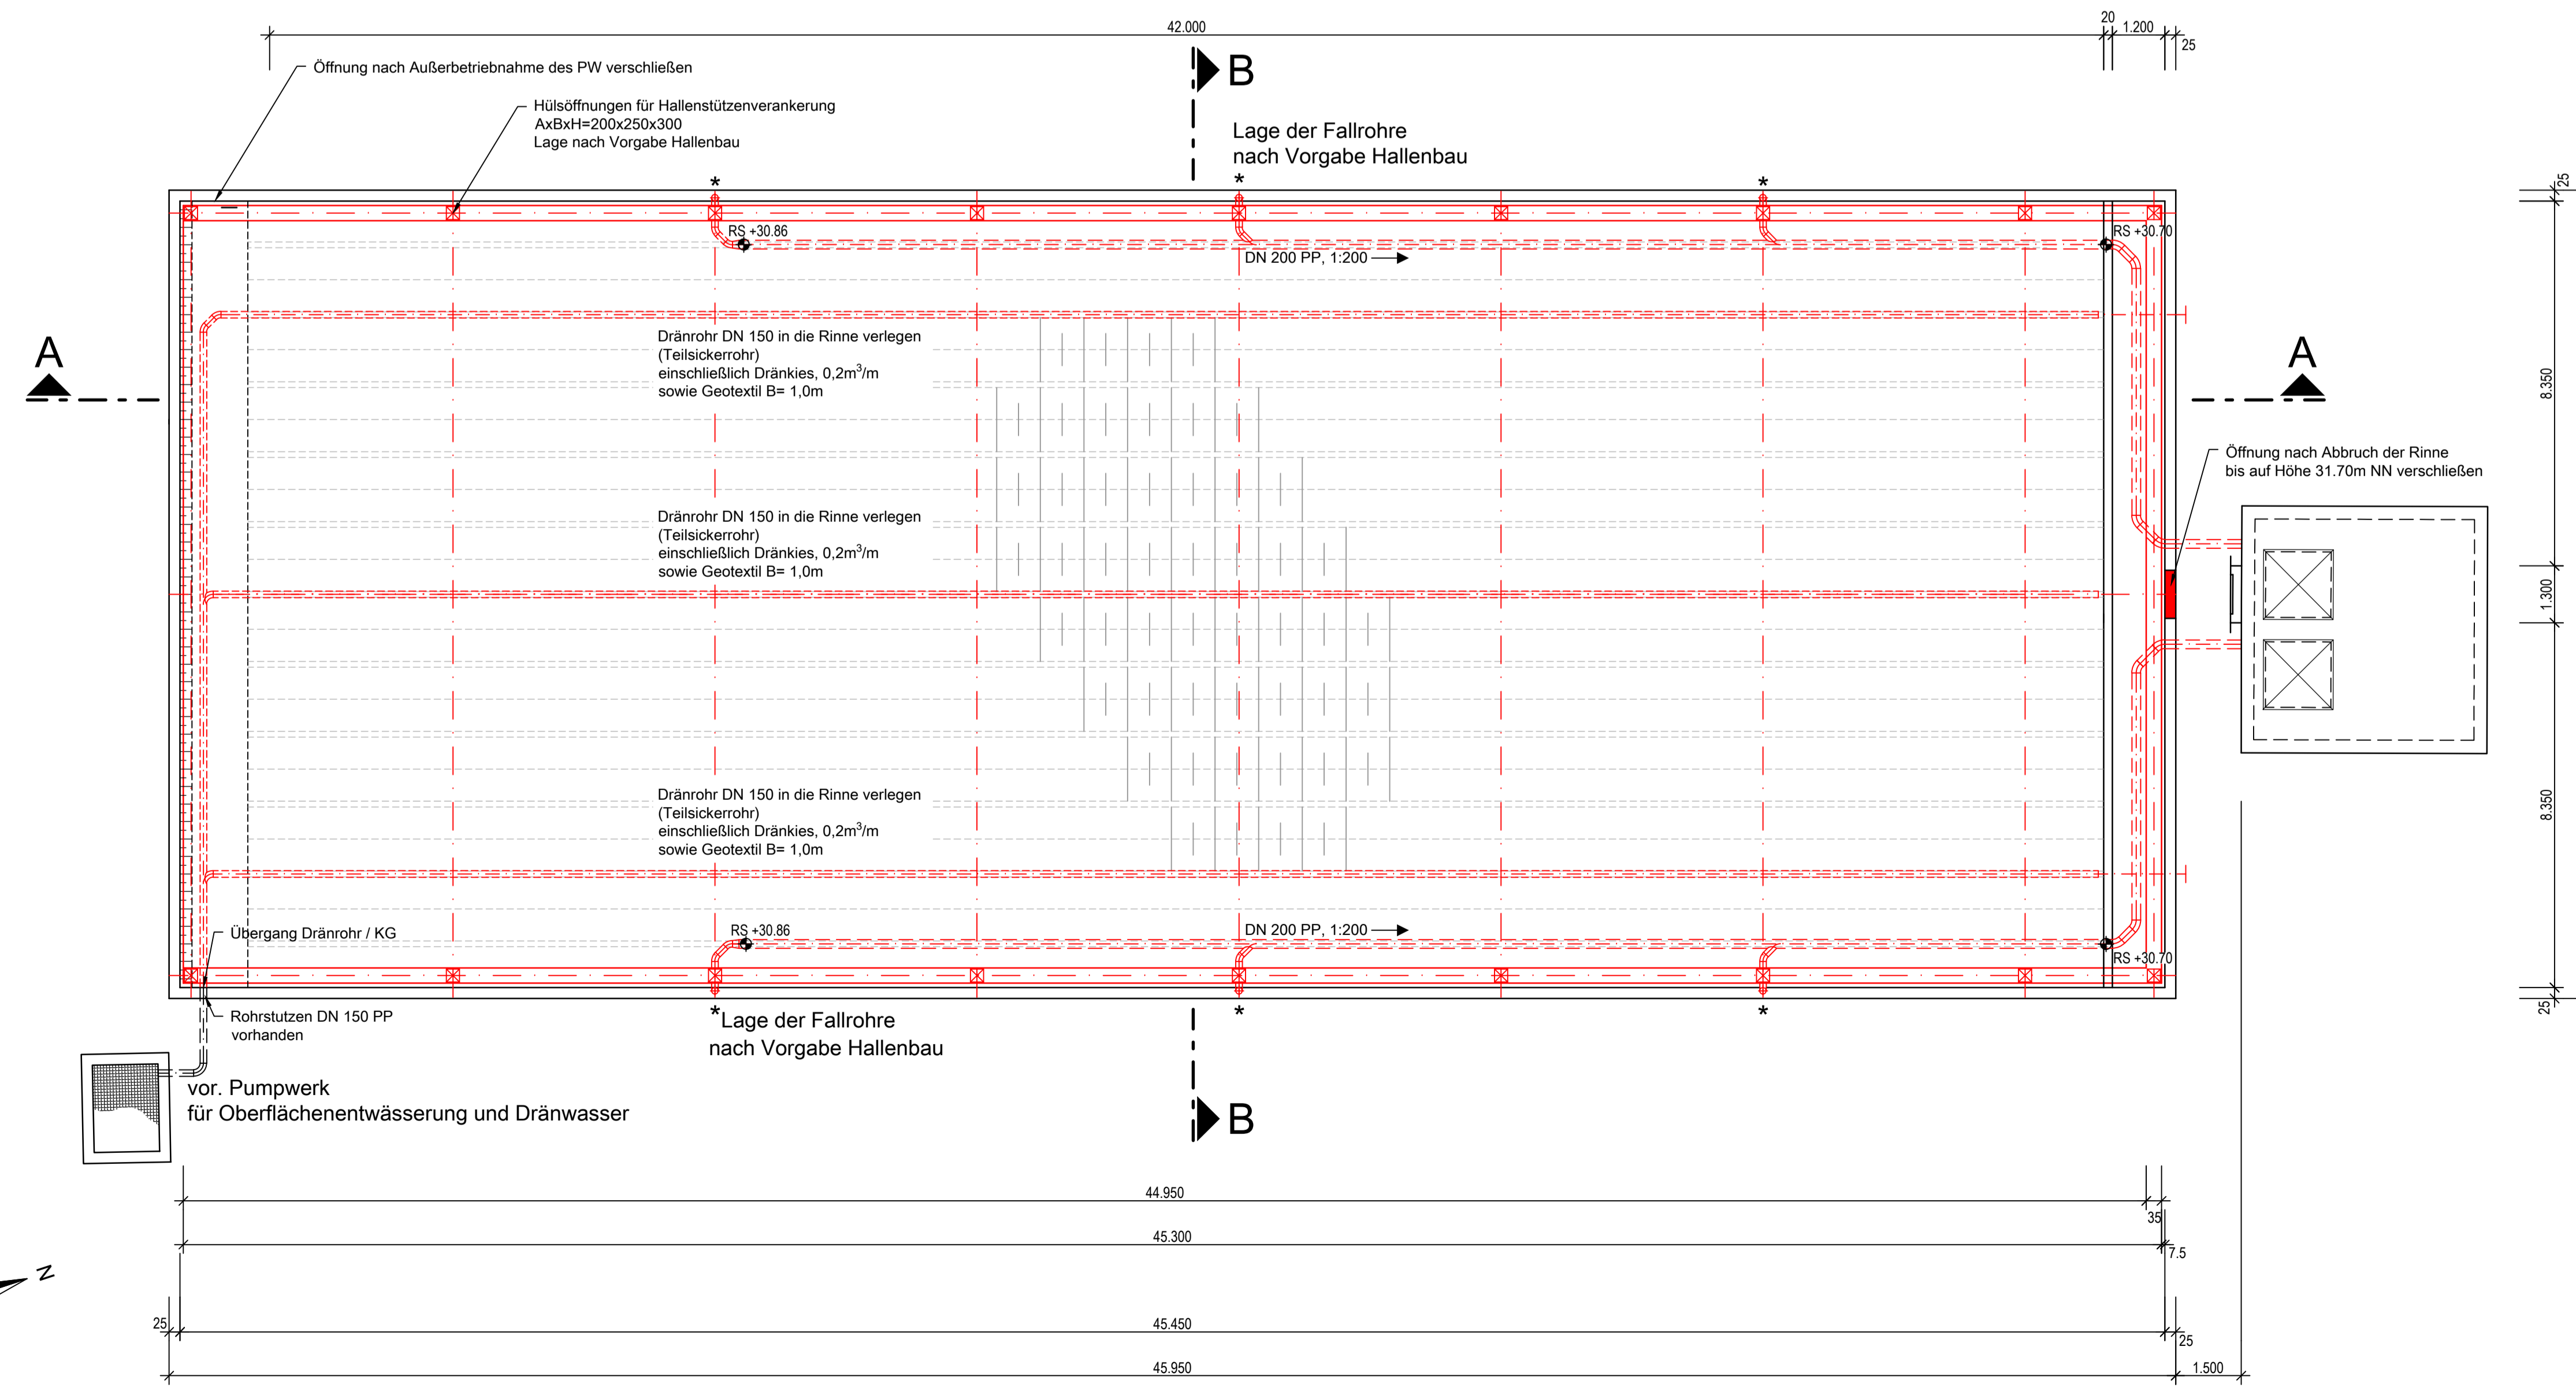 42.000
20
1.200
25
B
Öffnung nach Außerbetriebnahme des PW verschließen
Hülsöffnungen für Hallenstützenverankerung
AxBxH=200x250x300
Lage nach Vorgabe Hallenbau
Lage der Fallrohre
nach Vorgabe Hallenbau
*
*
*
25
RS +30.86
RS +30.70
DN 200 PP, 1:200
Dränrohr DN 150 in die Rinne verlegen
(Teilsickerrohr)
einschließlich Dränkies, 0,2m³/m
sowie Geotextil B= 1,0m
A
A
8.350
Öffnung nach Abbruch der Rinne
bis auf Höhe 31.70m NN verschließen
Dränrohr DN 150 in die Rinne verlegen
(Teilsickerrohr)
einschließlich Dränkies, 0,2m³/m
sowie Geotextil B= 1,0m
1.300
Dränrohr DN 150 in die Rinne verlegen
(Teilsickerrohr)
einschließlich Dränkies, 0,2m³/m
sowie Geotextil B= 1,0m
8.350
Übergang Dränrohr / KG
RS +30.86
DN 200 PP, 1:200
RS +30.70
25
Rohrstutzen DN 150 PP
vorhanden
*Lage der Fallrohre
nach Vorgabe Hallenbau
*
*
vor. Pumpwerk
für Oberflächenentwässerung und Dränwasser
B
44.950
35
45.300
7.5
N
25
45.450
25
45.950
1.500